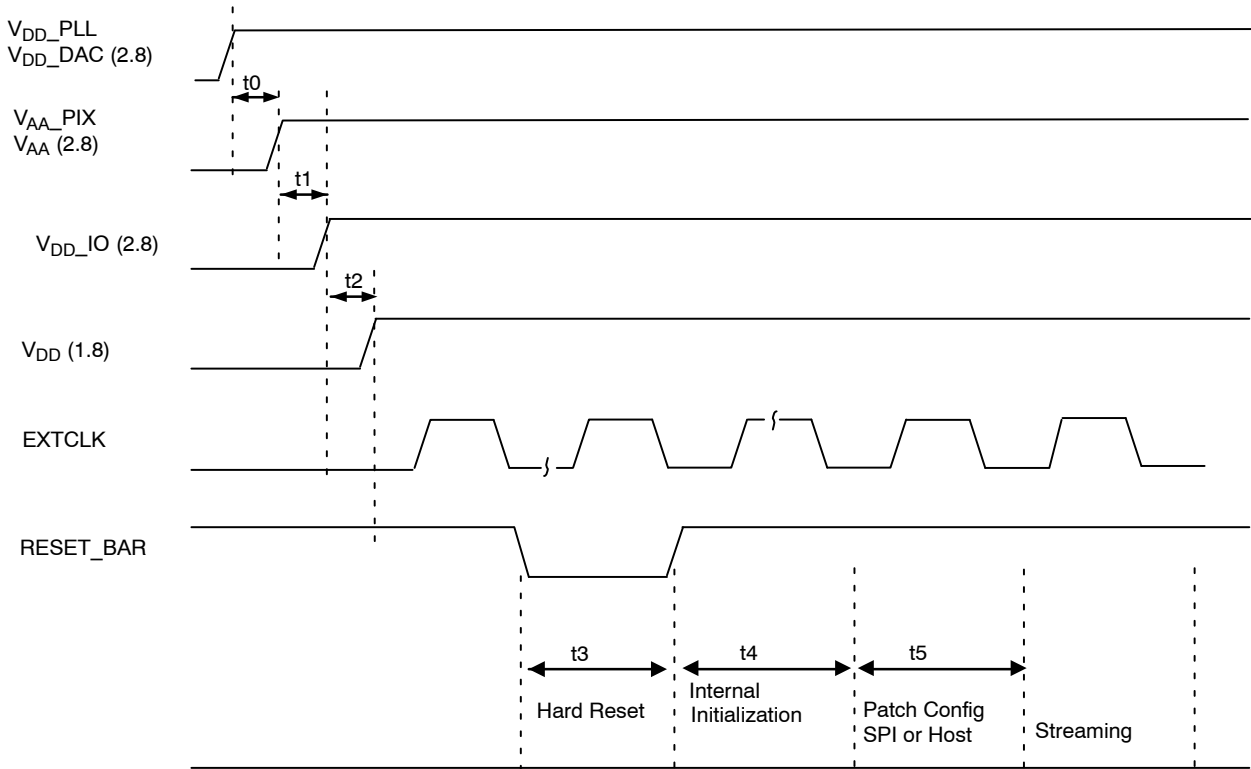 VDD_PLL
VDD_DAC (2.8)
t0
VAA_PIX
VAA (2.8)
t1
VDD_IO (2.8)
t2
VDD (1.8)
EXTCLK
RESET_BAR
t3
t4
t5
Hard Reset
Internal
Initialization
Patch Config
SPI or Host
Streaming